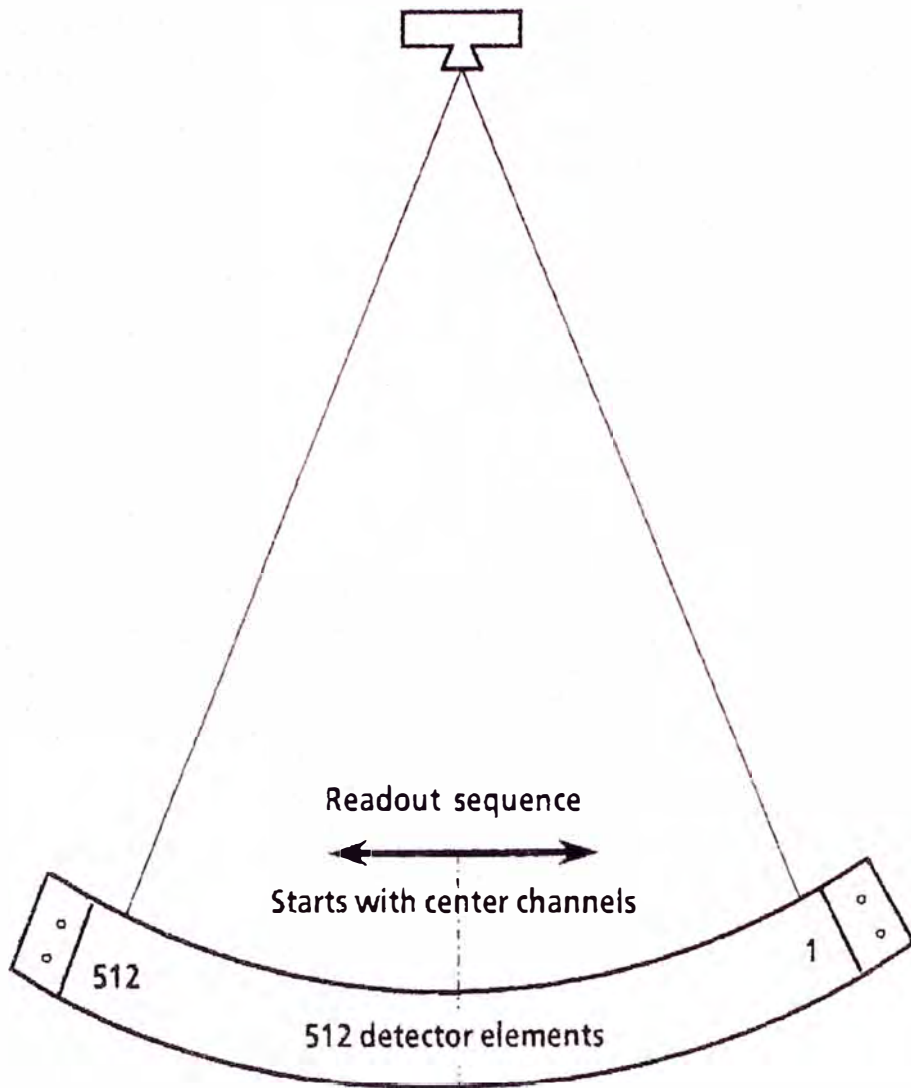 Readout sequence
Starts with center channels
512
1
512 detector elements